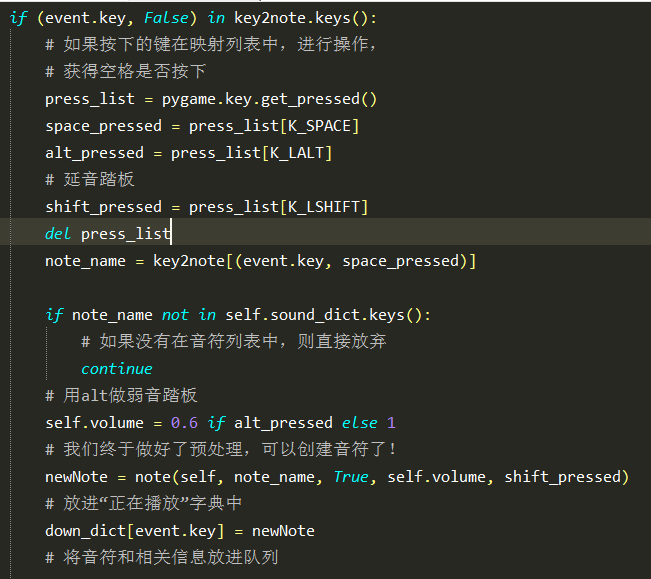 if (event.key, False) in key2note.keys():
# 如果按下的键在映射列表中，进行操作，
# 获得空格是否按下
press_list = pygame.key.get_pressed()
space_pressed = press_list[K_SPACE]
alt_pressed = press_list[K_LALT]
# 延音踏板
shift_pressed = press_list[K_LSHIFT]
del press_list
note_name = key2note[(event.key, space_pressed)]
if note_name not in self.sound_dict.keys():
# 如果没有在音符列表中，则直接放弃
continue
# 用alt做弱音踏板
self.volume = 0.6 if alt_pressed else 1
# 我们终于做好了预处理，可以创建音符了！
newNote = note(self, note_name, True, self.volume, shift_pressed)
# 放进“正在播放”字典中
down_dict[event.key] = newNote
# 将音符和相关信息放进队列